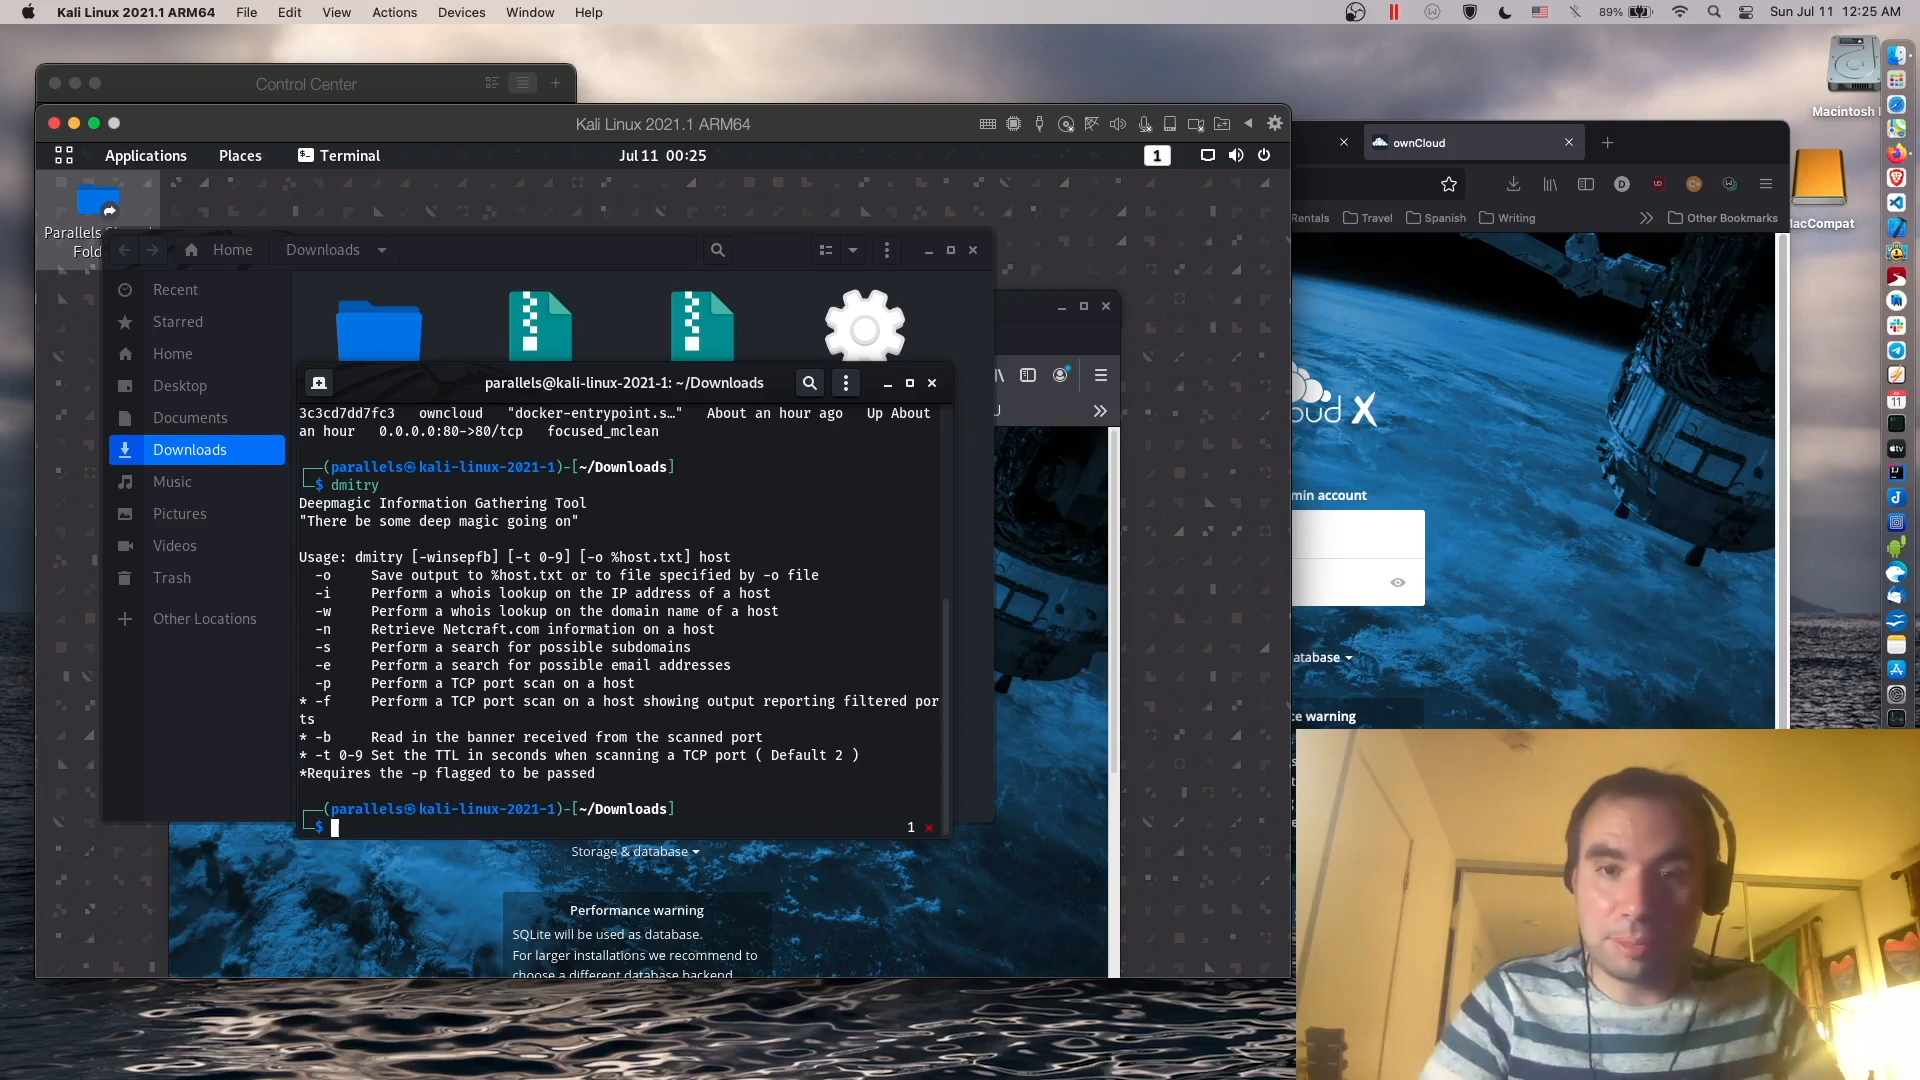 Kali Linux 2021.1 ARM64 File Edit View Actions Devices Window Help
89% Sun Jul 11 12:25 AM
Control Center
Kali Linux 2021.1 ARM64
Applications Places Terminal Jul 11 00:25 1
Parallels
Home Downloads
Recent
Starred
Home
Desktop
Documents
Downloads
Music
Pictures
Videos
Trash
Other Locations
parallels@kali-linux-2021-1: ~/Downloads
3c3cd7dd7fc3 owncloud "docker-entrypoint.s…" About an hour ago Up About
an hour 0.0.0.0:80->80/tcp focused_mclean
(parallels㉿kali-linux-2021-1)-[~/Downloads]
$ dmitry
Deepmagic Information Gathering Tool
"There be some deep magic going on"
Usage: dmitry [-winsepfb] [-t 0-9] [-o %host.txt] host
-o Save output to %host.txt or to file specified by -o file
-i Perform a whois lookup on the IP address of a host
-w Perform a whois lookup on the domain name of a host
-n Retrieve Netcraft.com information on a host
-s Perform a search for possible subdomains
-e Perform a search for possible email addresses
-p Perform a TCP port scan on a host
* -f Perform a TCP port scan on a host showing output reporting filtered por
ts
* -b Read in the banner received from the scanned port
* -t 0-9 Set the TTL in seconds when scanning a TCP port ( Default 2 )
*Requires the -p flagged to be passed
(parallels㉿kali-linux-2021-1)-[~/Downloads]
$ 1 ⨯
Storage & database
Performance warning
SQLite will be used as database.
For larger installations we recommend to
choose a different database backend
ownCloud
Rentals Travel Spanish Writing Other Bookmarks
oud X
min account
atabase
ce warning
Macintosh
MacCompat